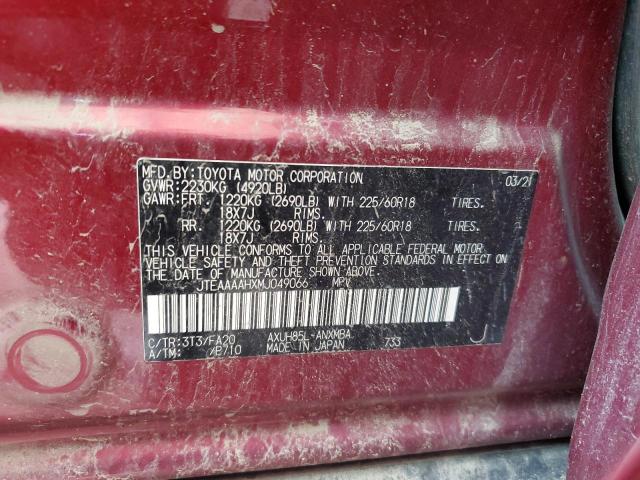 MFD. BY: TOYOTA MOTOR CORPORATION 03/21
GVWR: 2230KG (4920LB)
GAWR: FRT. 1220KG (2690LB) WITH 225/60R18 TIRES.
18X7J RIMS.
RR. 1220KG (2690LB) WITH 225/60R18 TIRES.
18X7J RIMS.
THIS VEHICLE CONFORMS TO ALL APPLICABLE FEDERAL MOTOR
VEHICLE SAFETY AND THEFT PREVENTION STANDARDS IN EFFECT
ON THE DATE OF MANUFACTURE SHOWN ABOVE.
JTEAAAAHXMJ049066 MPV
C/TR: 3T3/FA20 AXUH85L-ANXMBA J
A/TM: /B710 MADE IN JAPAN 733